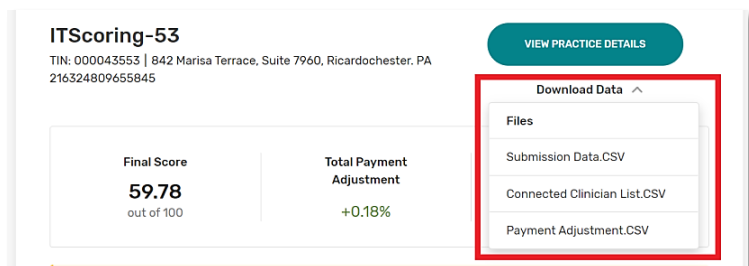 ITScoring-53
TIN: 000043553 | 842 Marisa Terrace, Suite 7960, Ricardochester. PA
216324809655845
VIEW PRACTICE DETAILS
Download Data
Files
Submission Data.CSV
Connected Clinician List.CSV
Payment Adjustment.CSV
Final Score
59.78
out of 100
Total Payment
Adjustment
+0.18%